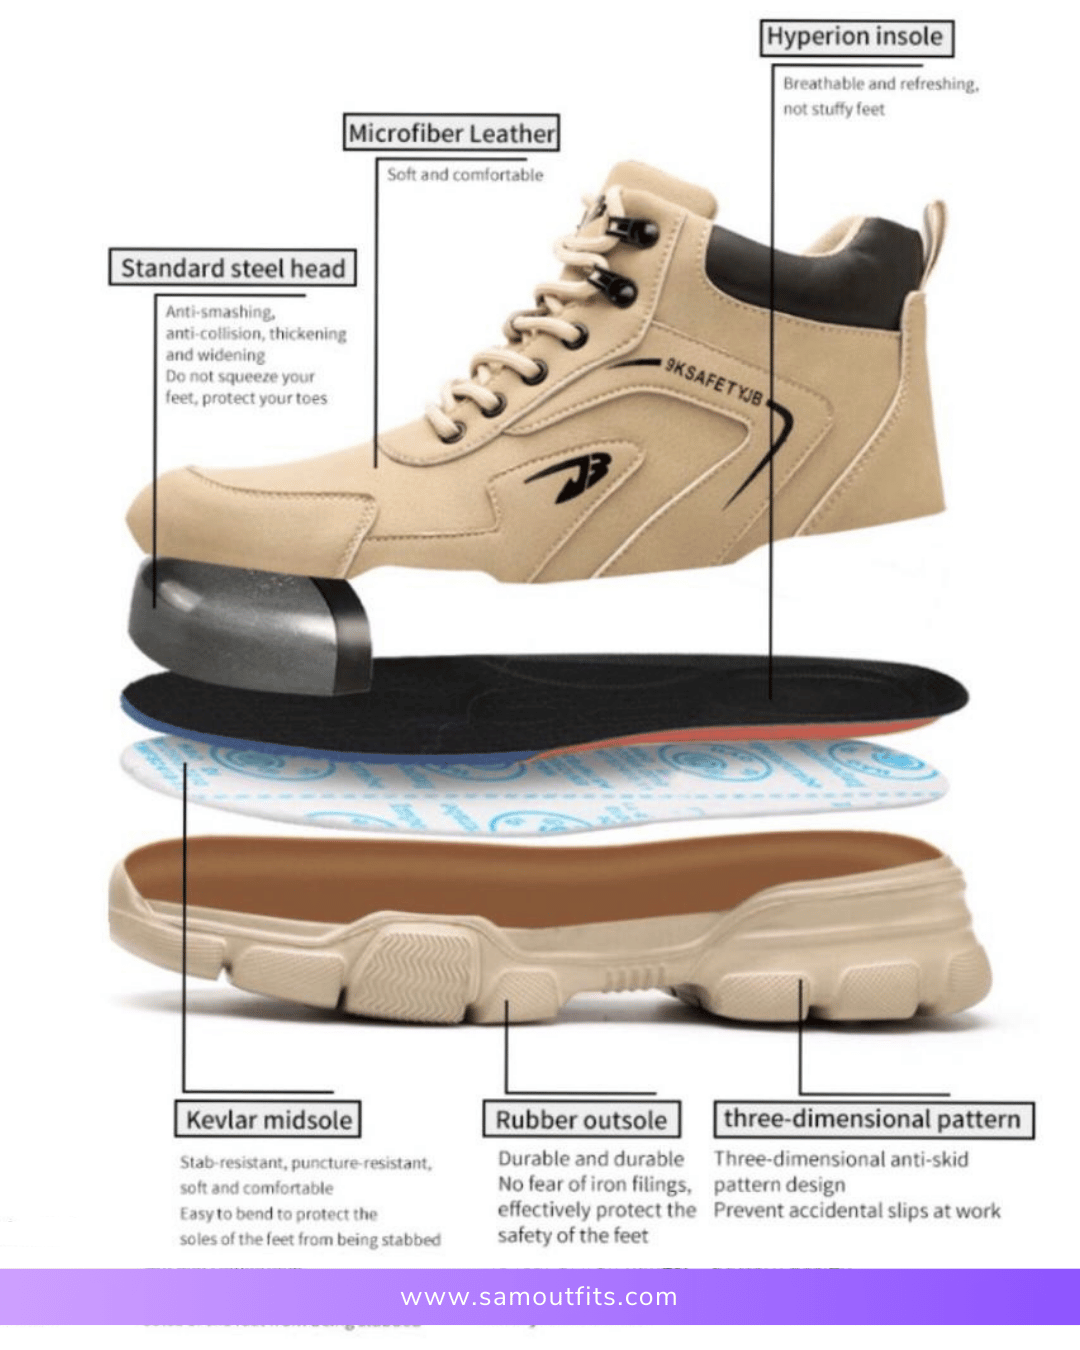 Hyperion insole
Breathable and refreshing,
not stuffy feet
Microfiber Leather
Soft and comfortable
Standard steel head
Anti-smashing,
anti-collision, thickening
and widening
Do not squeeze your
feet, protect your toes
9KSAFETYJB
JB
Kevlar midsole
Stab-resistant, puncture-resistant,
soft and comfortable
Easy to bend to protect the
soles of the feet from being stabbed
Rubber outsole
Durable and durable
No fear of iron filings,
effectively protect the
safety of the feet
three-dimensional pattern
Three-dimensional anti-skid
pattern design
Prevent accidental slips at work
www.samoutfits.com